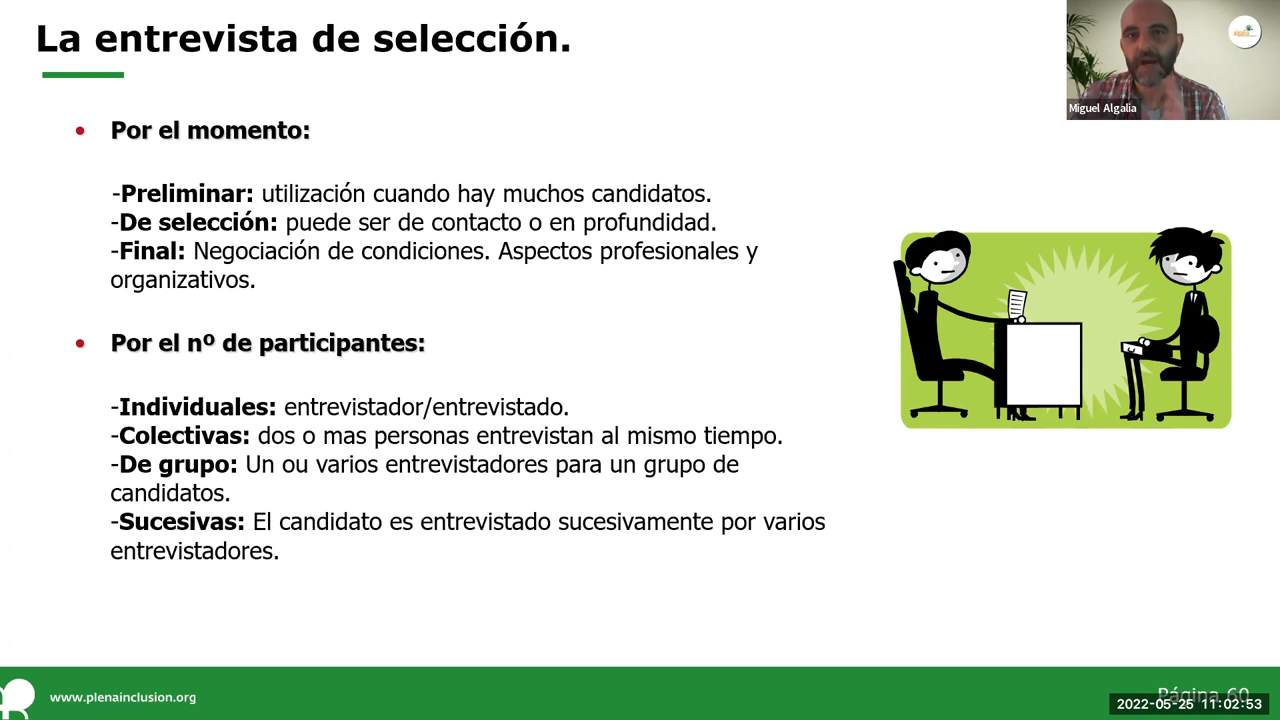 La entrevista de selección.
Miguel Algalia
• Por el momento:
-Preliminar: utilización cuando hay muchos candidatos.
-De selección: puede ser de contacto o en profundidad.
-Final: Negociación de condiciones. Aspectos profesionales y
organizativos.
• Por el nº de participantes:
-Individuales: entrevistador/entrevistado.
-Colectivas: dos o mas personas entrevistan al mismo tiempo.
-De grupo: Un ou varios entrevistadores para un grupo de
candidatos.
-Sucesivas: El candidato es entrevistado sucesivamente por varios
entrevistadores.
www.plenainclusion.org
Página 60
2022-05-25 11:02:53